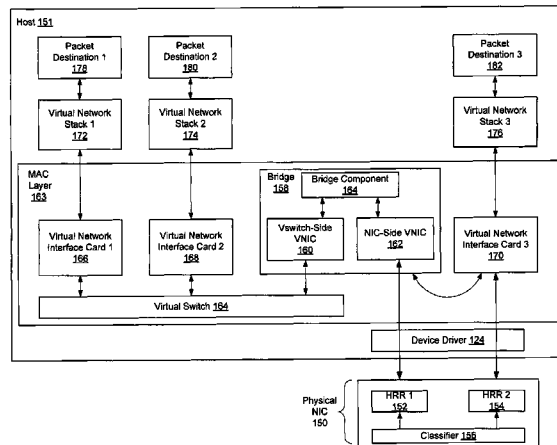 Host 151
Packet
Destination 1
178
Packet
Destination 2
180
Packet
Destination 3
182
Virtual Network
Stack 1
172
Virtual Network
Stack 2
174
Virtual Network
Stack 3
176
MAC
Layer
163
Bridge
158
Bridge Component
164
Virtual Network
Interface Card 1
166
Virtual Network
Interface Card 2
168
Vswitch-Side
VNIC
160
NIC-Side VNIC
162
Virtual Network
Interface Card 3
170
Virtual Switch 164
Device Driver 124
Physical
NIC
150
HRR 1
152
HRR 2
154
Classifier 156